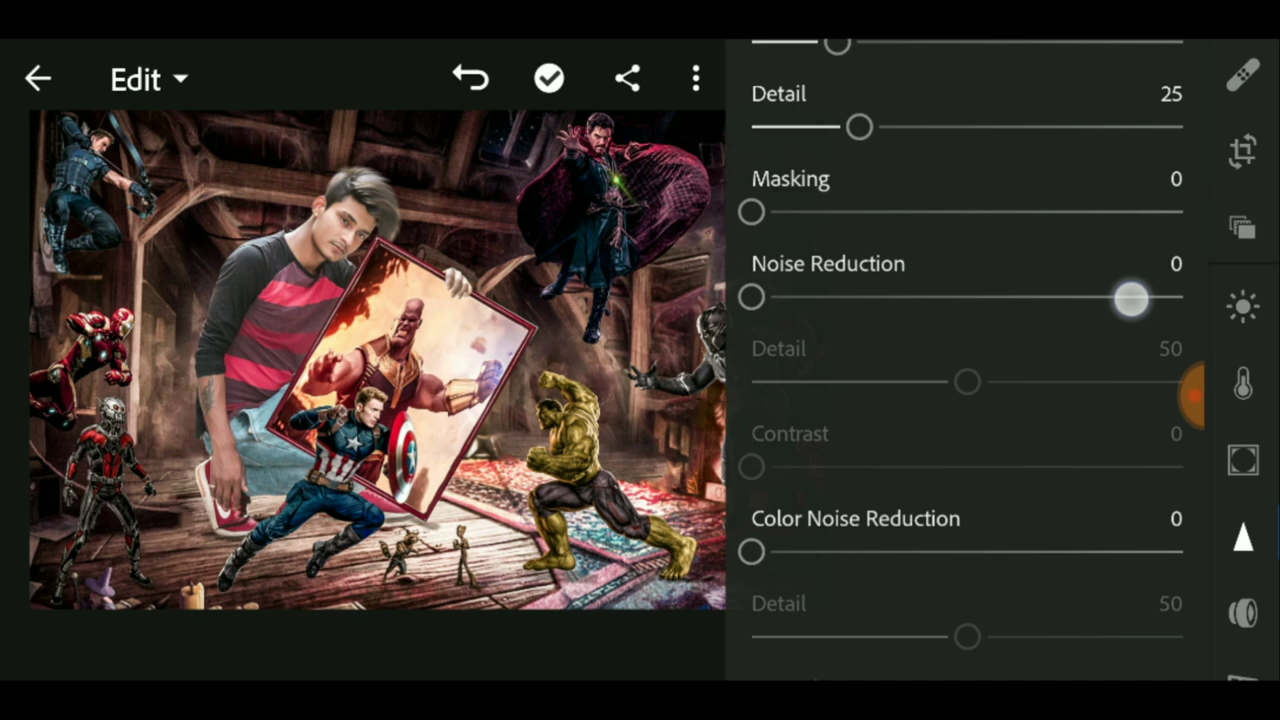 Edit
Detail 25
Masking 0
Noise Reduction 0
Detail 50
Contrast 0
Color Noise Reduction 0
Detail 50